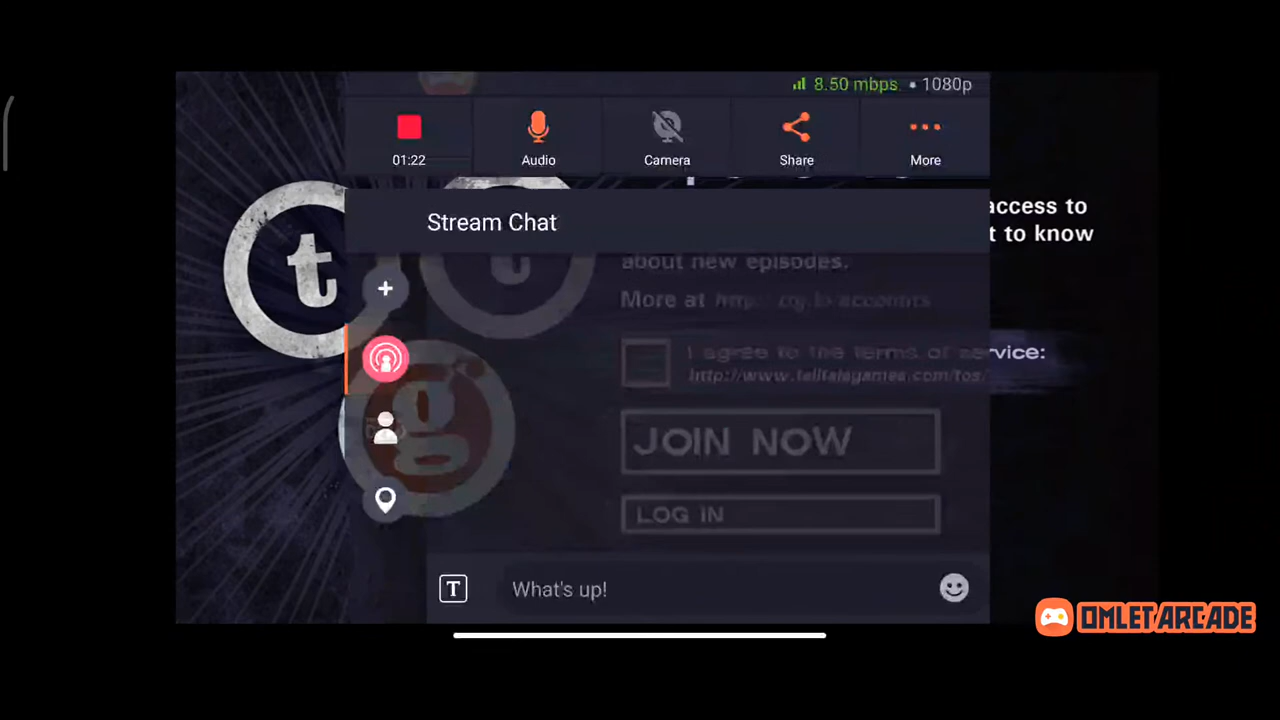 8.50 mbps • 1080p
01:22
Audio
Camera
Share
More
access to
t to know
Stream Chat
about new episodes.
More at
accounts
I agree to the terms of service:
http://www.telltalegames.com/tos/
JOIN NOW
LOG IN
T
What's up!
OMLET ARCADE
t
g